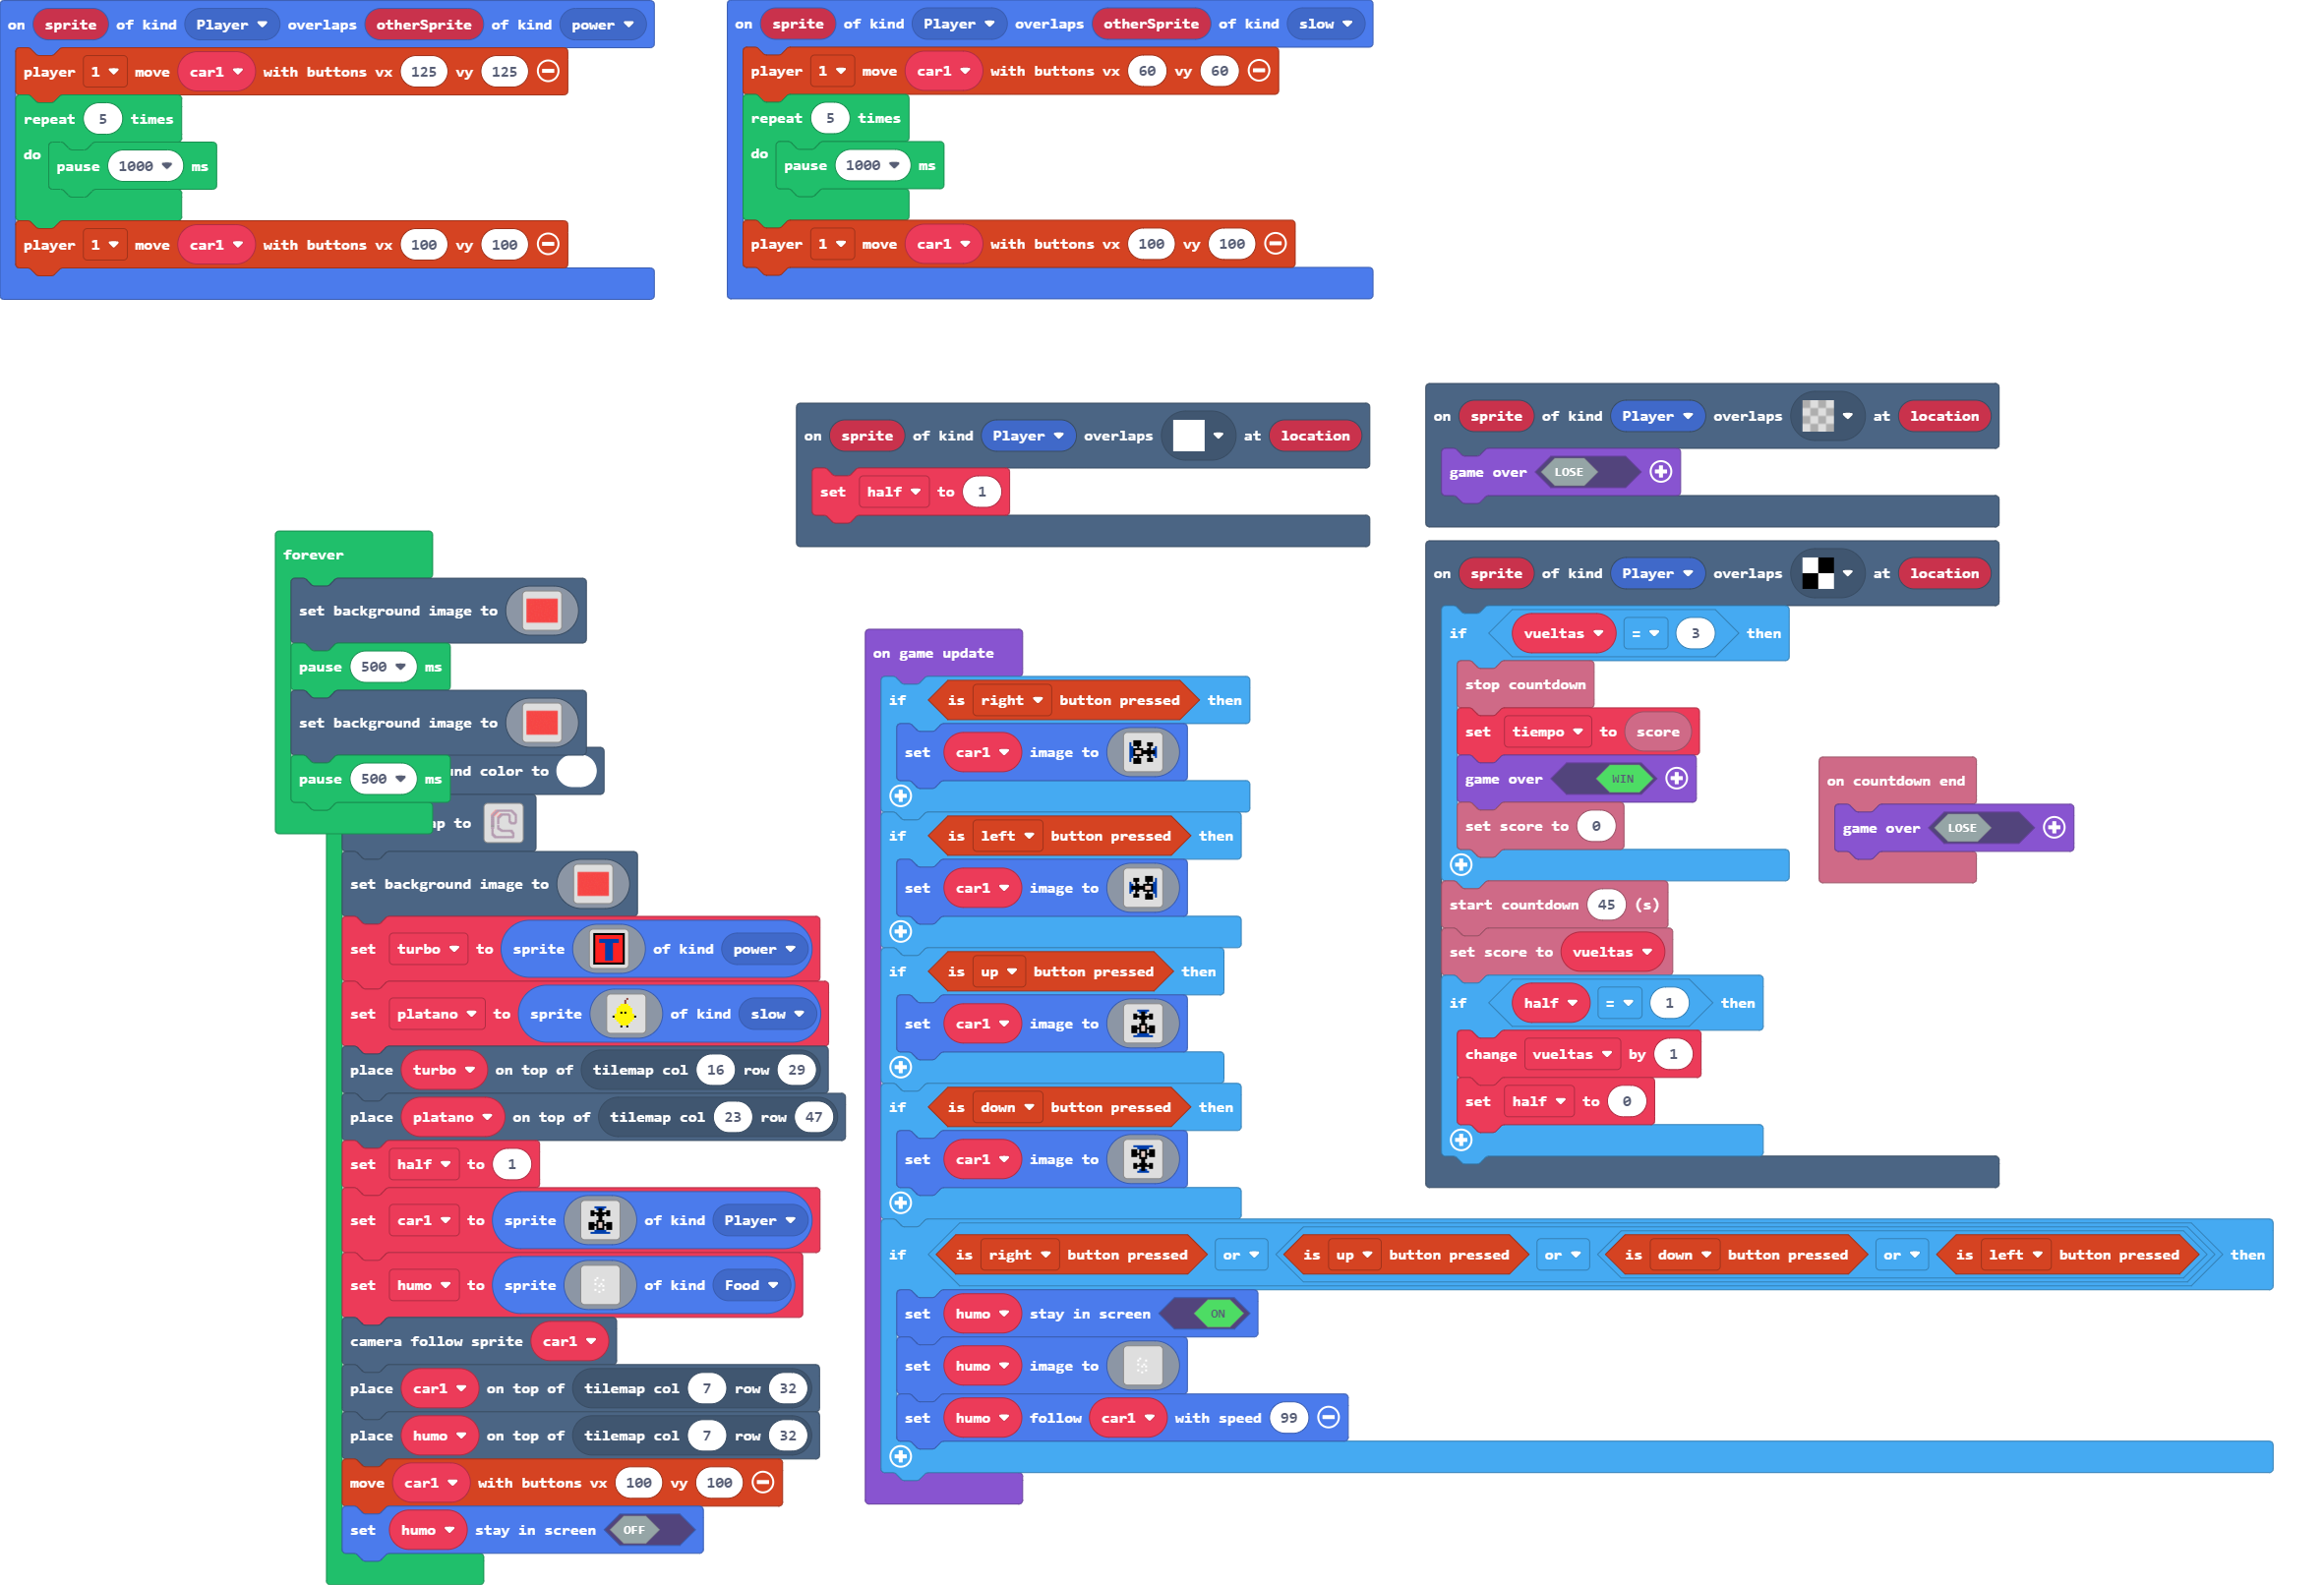 on sprite of kind Player overlaps otherSprite of kind power
player 1 move car1 with buttons vx 125 vy 125
repeat 5 times
do pause 1000 ms
player 1 move car1 with buttons vx 100 vy 100
on sprite of kind Player overlaps otherSprite of kind slow
player 1 move car1 with buttons vx 60 vy 60
repeat 5 times
do pause 1000 ms
player 1 move car1 with buttons vx 100 vy 100
on sprite of kind Player overlaps at location
set half to 1
on sprite of kind Player overlaps at location
game over LOSE
forever
set background image to
pause 500 ms
set background image to
pause 500 ms
color to
to
set background image to
set turbo to sprite T of kind power
set platano to sprite of kind slow
place turbo on top of tilemap col 16 row 29
place platano on top of tilemap col 23 row 47
set half to 1
set car1 to sprite of kind Player
set humo to sprite of kind Food
camera follow sprite car1
place car1 on top of tilemap col 7 row 32
place humo on top of tilemap col 7 row 32
move car1 with buttons vx 100 vy 100
set humo stay in screen OFF
on game update
if is right button pressed then
set car1 image to
if is left button pressed then
set car1 image to
if is up button pressed then
set car1 image to
if is down button pressed then
set car1 image to
if is right button pressed or is up button pressed or is down button pressed or is left button pressed then
set humo stay in screen ON
set humo image to
set humo follow car1 with speed 99
on sprite of kind Player overlaps at location
if vueltas = 3 then
stop countdown
set tiempo to score
game over WIN
set score to 0
start countdown 45 (s)
set score to vueltas
if half = 1 then
change vueltas by 1
set half to 0
on countdown end
game over LOSE